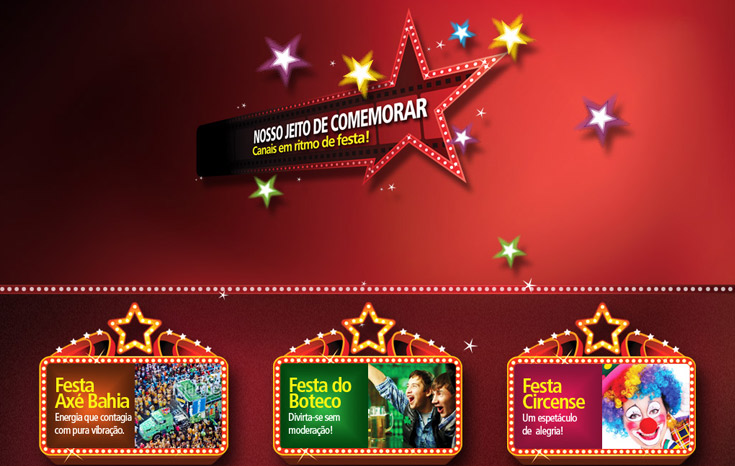 NOSSO JEITO DE COMEMORAR
Canais em ritmo de festa!
Festa
Axé Bahia
Energia que contagia
com pura vibração.
Festa do
Boteco
Divirta-se sem
moderação!
Festa
Circense
Um espetáculo
de alegria!